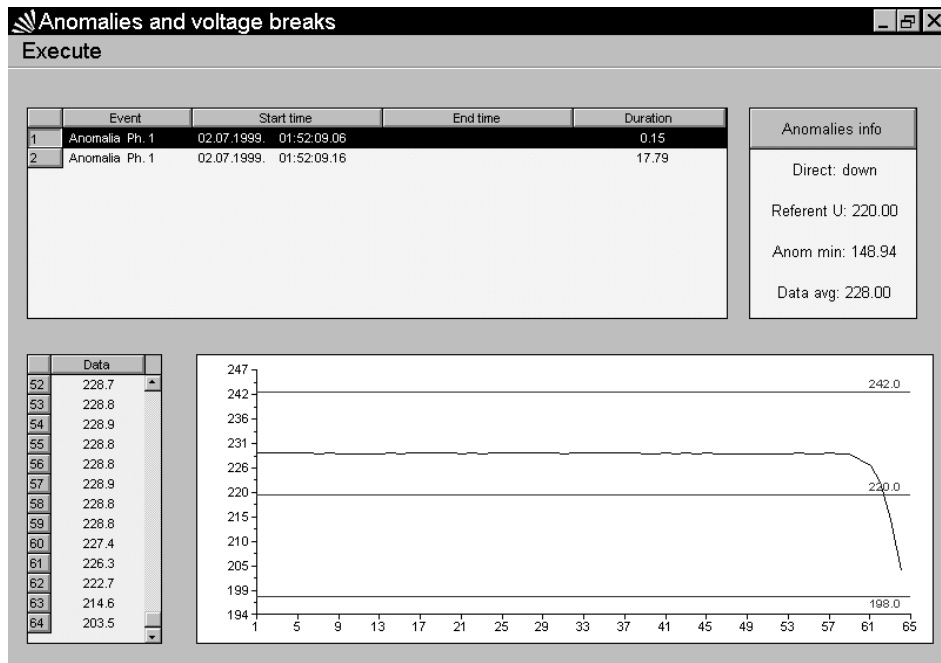 Anomalies and voltage breaks
Execute
Event Start time End time Duration
1 Anomalia Ph. 1 02.07.1999. 01:52:09.06 0.15
2 Anomalia Ph. 1 02.07.1999. 01:52:09.16 17.79
Anomalies info
Direct: down
Referent U: 220.00
Anom min: 148.94
Data avg: 228.00
Data
52 228.7
53 228.8
54 228.9
55 228.8
56 228.8
57 228.9
58 228.8
59 228.8
60 227.4
61 226.3
62 222.7
63 214.6
64 203.5
247
242 242.0
236
231
226
220 220.0
215
210
205
199
198.0
194
1 5 9 13 17 21 25 29 33 37 41 45 49 53 57 61 65